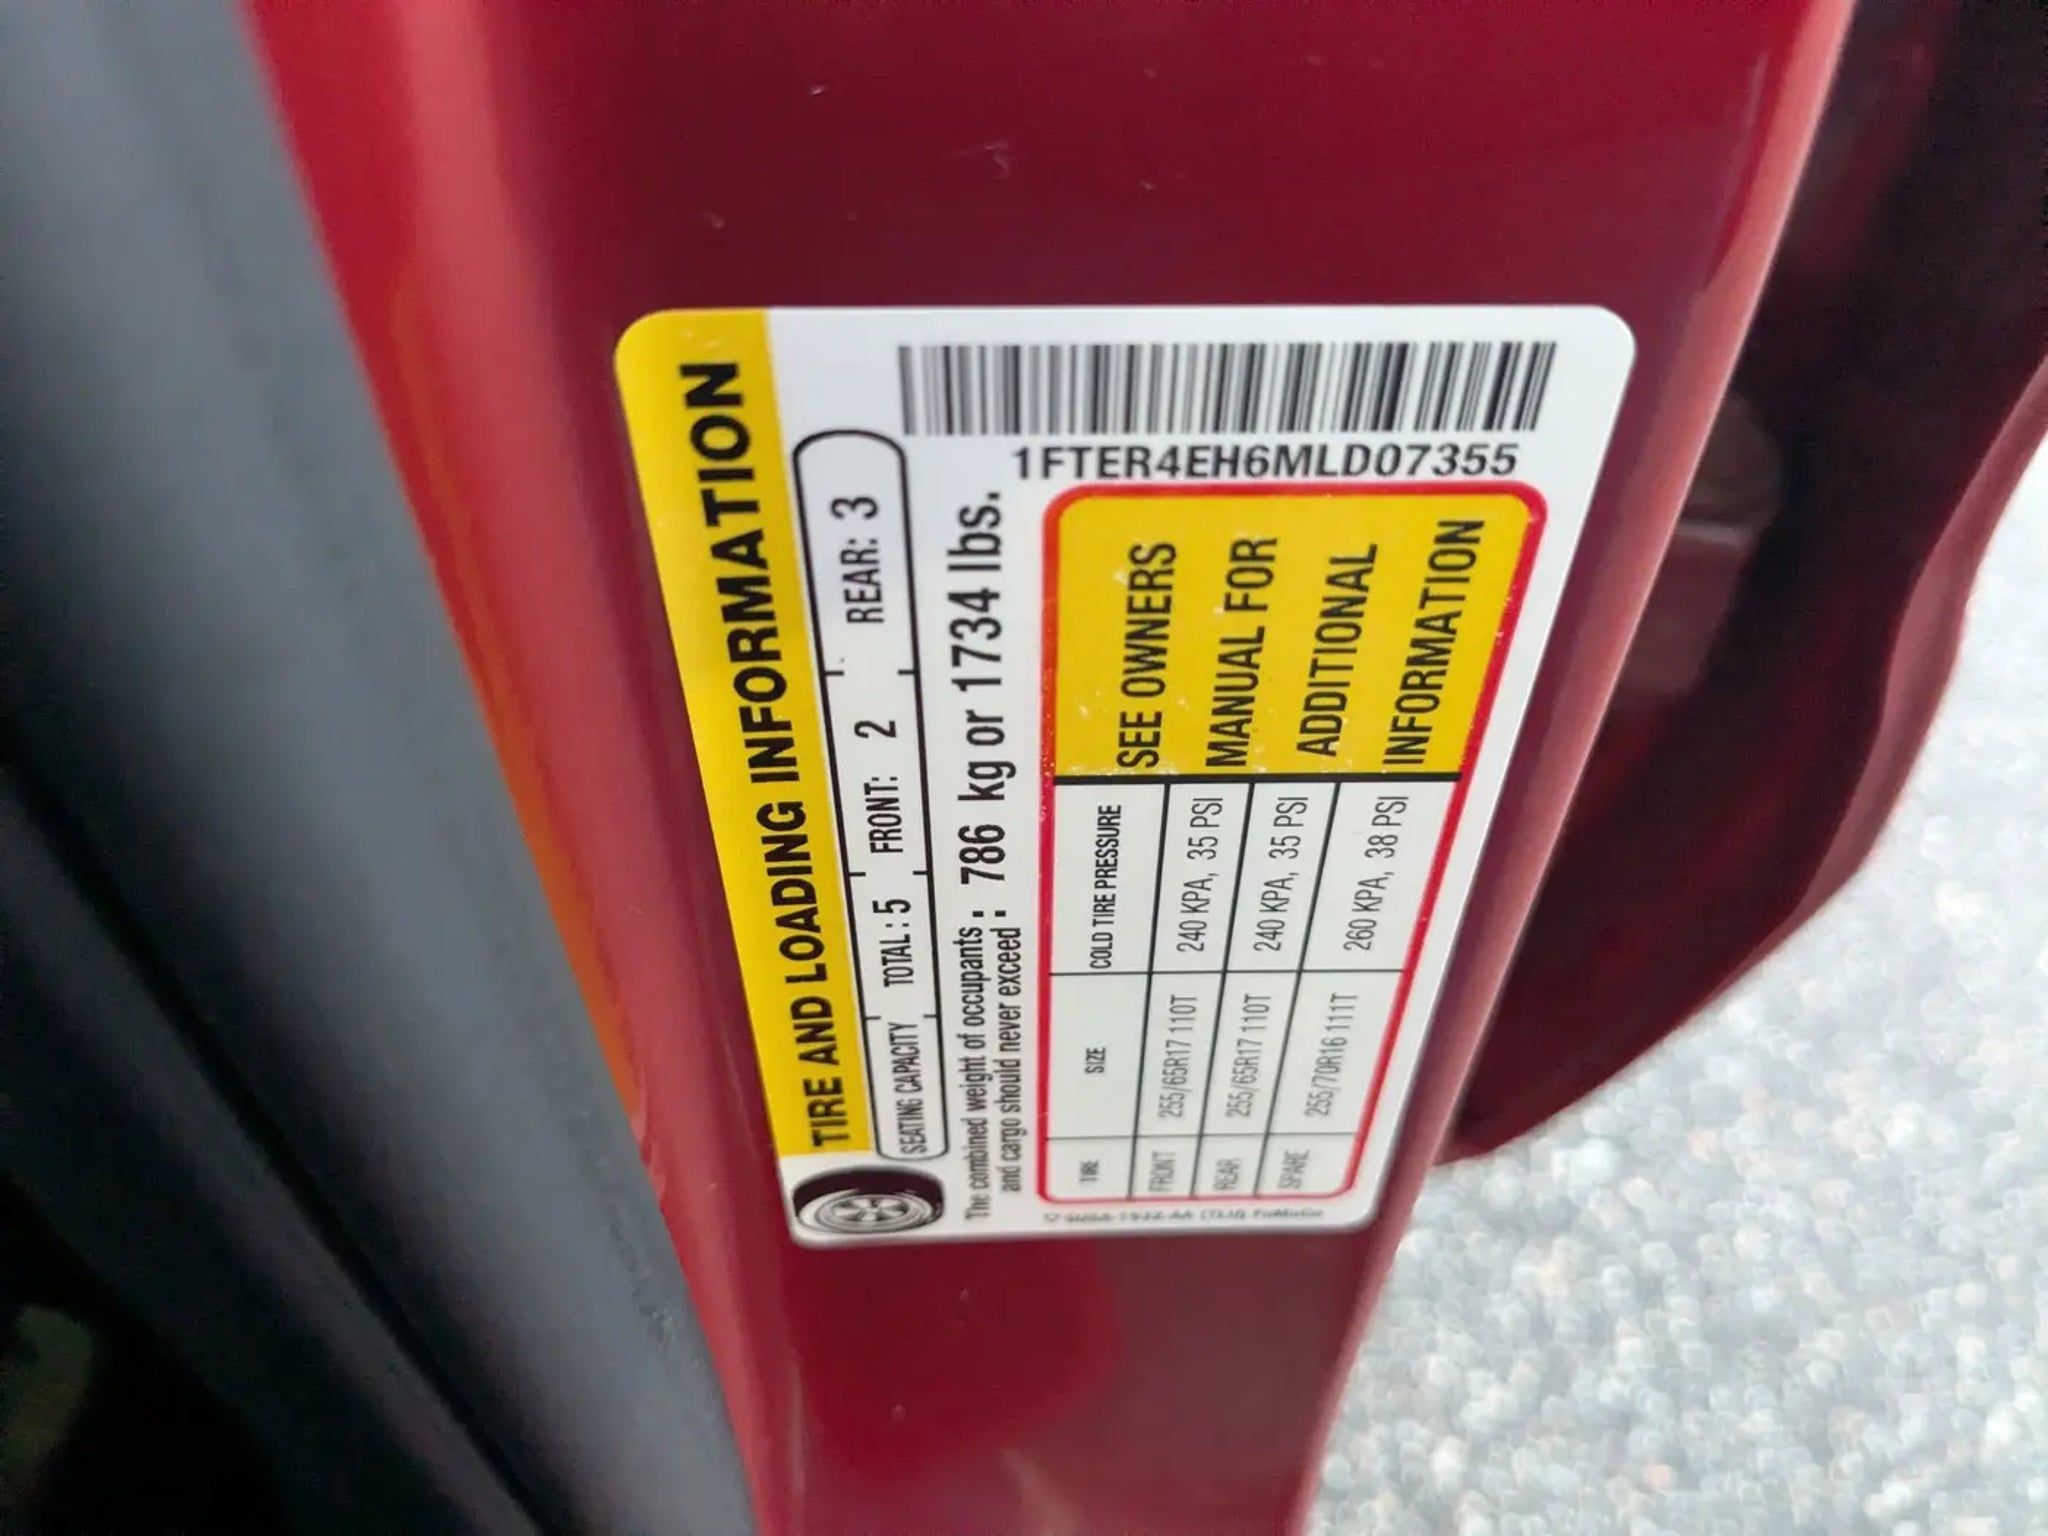 TIRE AND LOADING INFORMATION
SEATING CAPACITY TOTAL: 5 FRONT: 2 REAR: 3
The combined weight of occupants and cargo should never exceed : 786 kg or 1734 lbs.
1FTER4EH6MLD07355
TIRE SIZE COLD TIRE PRESSURE
FRONT 255/65R17 110T 240 KPA, 35 PSI
REAR 255/65R17 110T 240 KPA, 35 PSI
SPARE 255/70R16 111T 260 KPA, 38 PSI
SEE OWNERS
MANUAL FOR
ADDITIONAL
INFORMATION